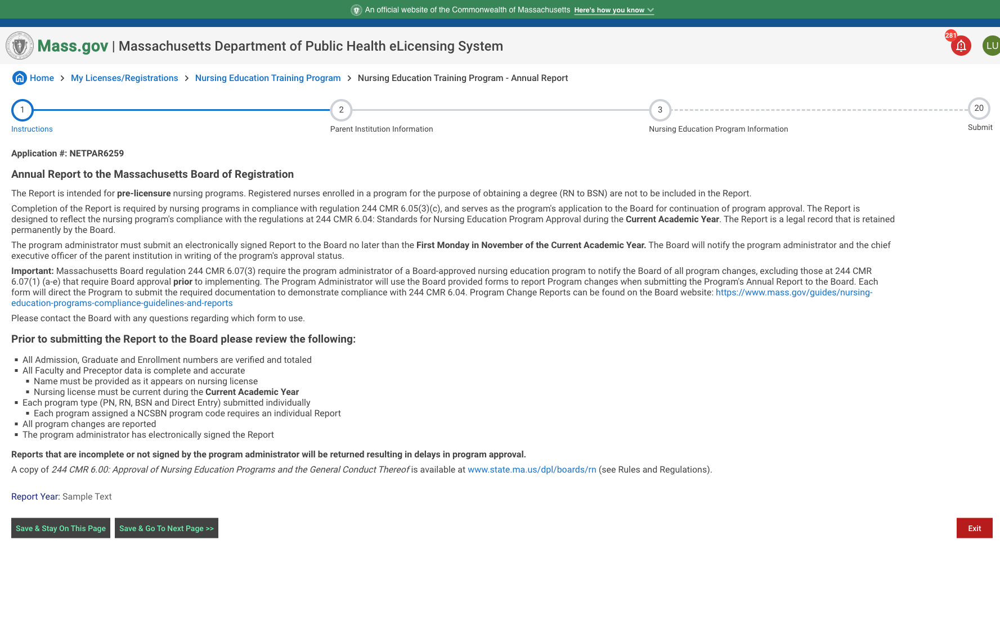 An official website of the Commonwealth of Massachusetts Here's how you know
Mass.gov | Massachusetts Department of Public Health eLicensing System
281
LU
Home > My Licenses/Registrations > Nursing Education Training Program > Nursing Education Training Program - Annual Report
1
2
3
20
Instructions
Parent Institution Information
Nursing Education Program Information
Submit
Application #: NETPAR6259
Annual Report to the Massachusetts Board of Registration
The Report is intended for pre-licensure nursing programs. Registered nurses enrolled in a program for the purpose of obtaining a degree (RN to BSN) are not to be included in the Report.
Completion of the Report is required by nursing programs in compliance with regulation 244 CMR 6.05(3)(c), and serves as the program's application to the Board for continuation of program approval. The Report is
designed to reflect the nursing program's compliance with the regulations at 244 CMR 6.04: Standards for Nursing Education Program Approval during the Current Academic Year. The Report is a legal record that is retained
permanently by the Board.
The program administrator must submit an electronically signed Report to the Board no later than the First Monday in November of the Current Academic Year. The Board will notify the program administrator and the chief
executive officer of the parent institution in writing of the program's approval status.
Important: Massachusetts Board regulation 244 CMR 6.07(3) require the program administrator of a Board-approved nursing education program to notify the Board of all program changes, excluding those at 244 CMR
6.07(1) (a-e) that require Board approval prior to implementing. The Program Administrator will use the Board provided forms to report Program changes when submitting the Program's Annual Report to the Board. Each
form will direct the Program to submit the required documentation to demonstrate compliance with 244 CMR 6.04. Program Change Reports can be found on the Board website: https://www.mass.gov/guides/nursing-
education-programs-compliance-guidelines-and-reports
Please contact the Board with any questions regarding which form to use.
Prior to submitting the Report to the Board please review the following:
▪ All Admission, Graduate and Enrollment numbers are verified and totaled
▪ All Faculty and Preceptor data is complete and accurate
▪ Name must be provided as it appears on nursing license
▪ Nursing license must be current during the Current Academic Year
▪ Each program type (PN, RN, BSN and Direct Entry) submitted individually
▪ Each program assigned a NCSBN program code requires an individual Report
▪ All program changes are reported
▪ The program administrator has electronically signed the Report
Reports that are incomplete or not signed by the program administrator will be returned resulting in delays in program approval.
A copy of 244 CMR 6.00: Approval of Nursing Education Programs and the General Conduct Thereof is available at www.state.ma.us/dpl/boards/rn (see Rules and Regulations).
Report Year: Sample Text
Save & Stay On This Page
Save & Go To Next Page >>
Exit